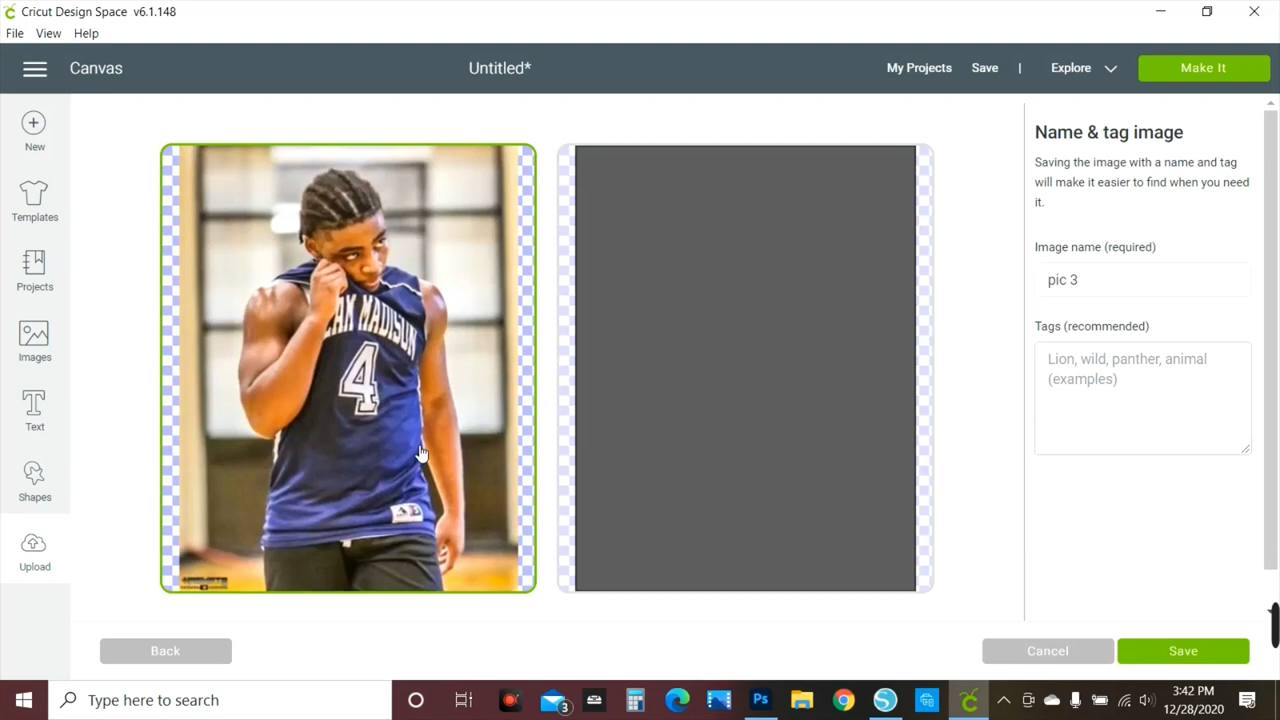 Cricut Design Space v6.1.148
File View Help
Canvas
Untitled*
My Projects Save | Explore
Make It
New
Templates
Projects
Images
Text
Shapes
Upload
MADISON
4
Name & tag image
Saving the image with a name and tag
will make it easier to find when you need
it.
Image name (required)
pic 3
Tags (recommended)
Lion, wild, panther, animal
(examples)
Back
Cancel
Save
Type here to search
3
Ps
3:42 PM
12/28/2020